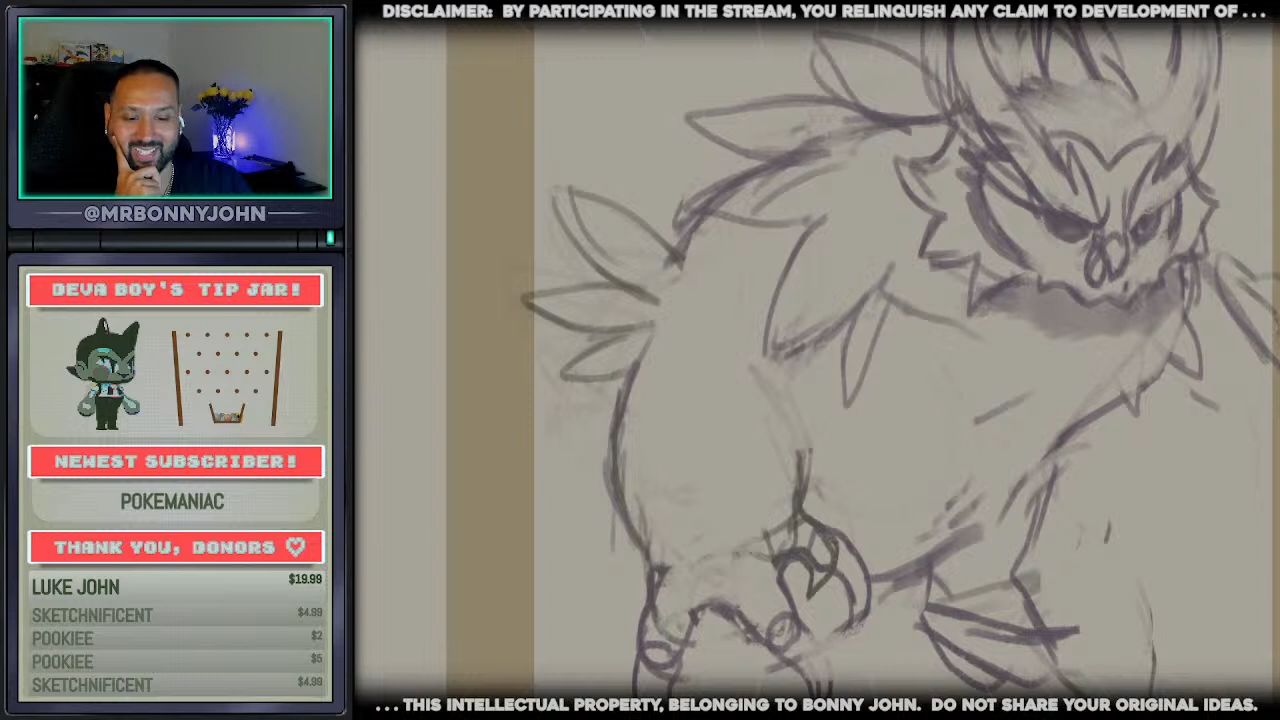 DISCLAIMER: BY PARTICIPATING IN THE STREAM, YOU RELINQUISH ANY CLAIM TO DEVELOPMENT OF . . .
@MRBONNYJOHN
DEVA BOY'S TIP JAR!
NEWEST SUBSCRIBER!
POKEMANIAC
THANK YOU, DONORS ♡
LUKE JOHN $19.99
SKETCHNIFICENT $4.99
POOKIEE $2
POOKIEE $5
SKETCHNIFICENT $4.99
. . . THIS INTELLECTUAL PROPERTY, BELONGING TO BONNY JOHN. DO NOT SHARE YOUR ORIGINAL IDEAS.